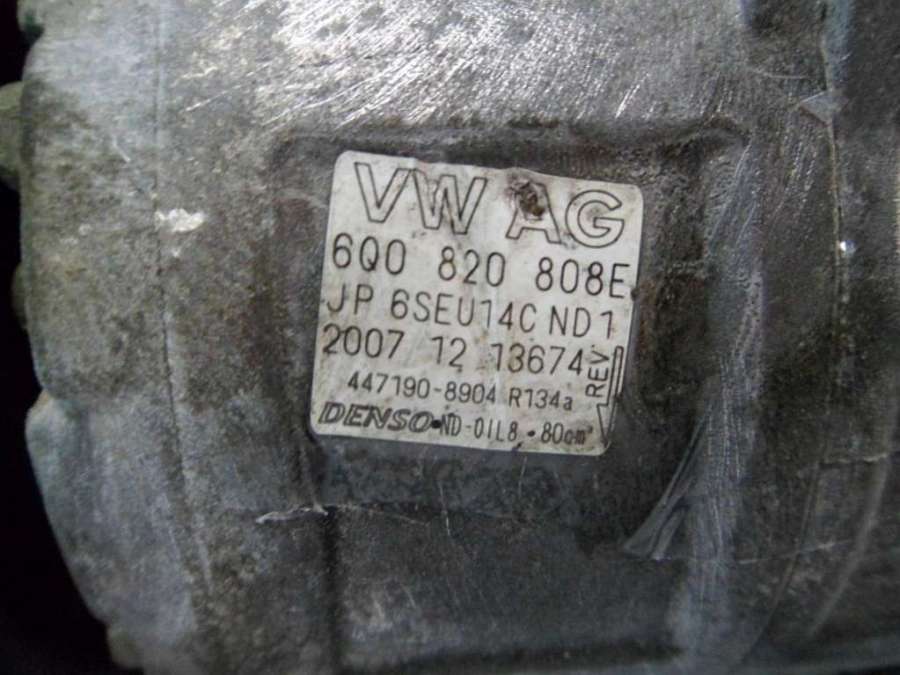 VW AG
6Q0 820 808E
JP 6SEU14C ND1
2007 12 13674
REV
447190-8904 R134a
DENSO•ND-OIL8 • 80cm³